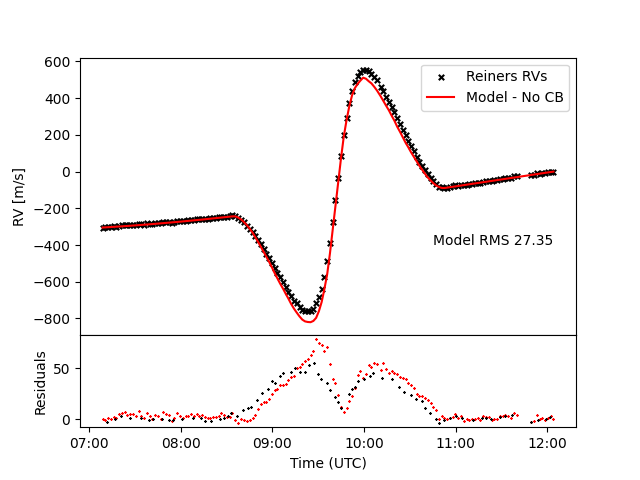 600
400
200
0
−200
−400
−600
−800
RV [m/s]
Reiners RVs
Model - No CB
Model RMS 27.35
50
0
Residuals
07:00 08:00 09:00 10:00 11:00 12:00
Time (UTC)